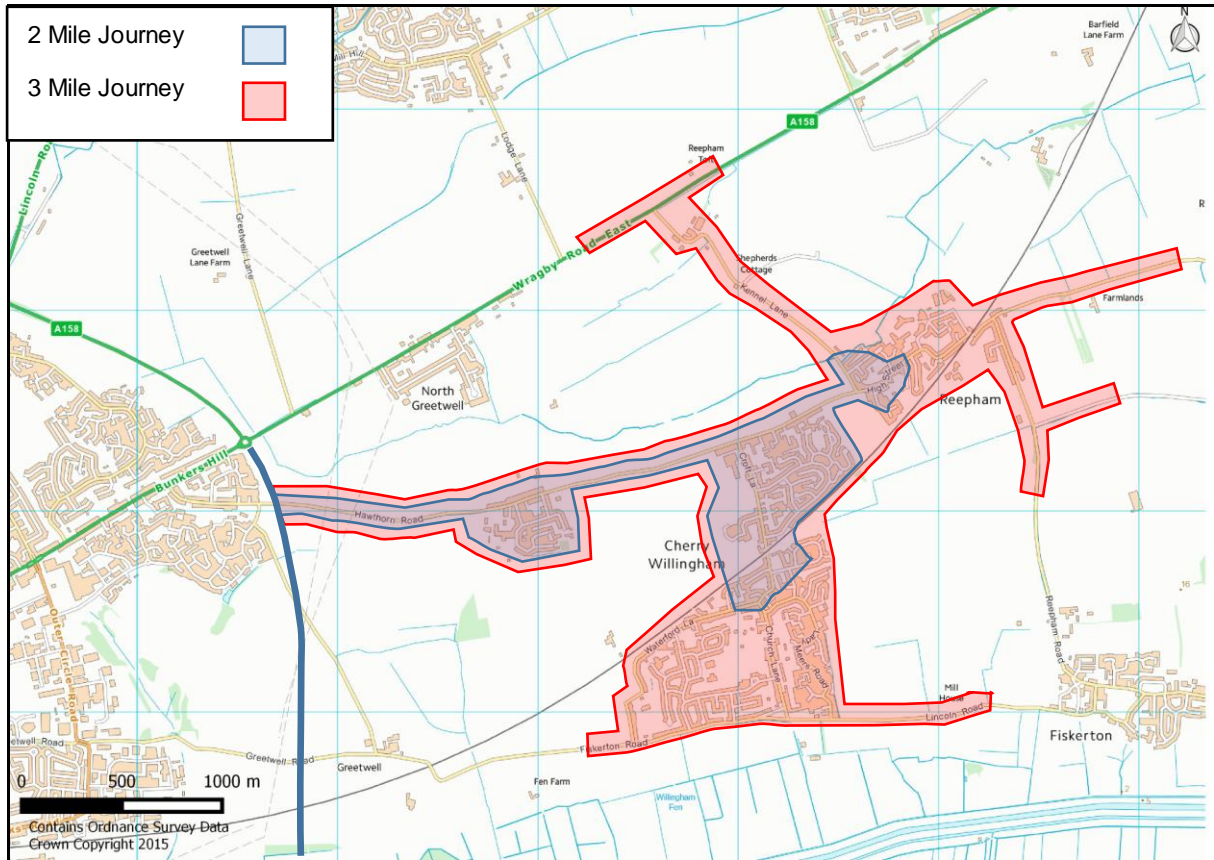 2 Mile Journey
3 Mile Journey
N
Barfield
Lane Farm
A158
Lodge Lane
Reepham
Greetwell Lane
Greetwell
Lane Farm
Wragby Road East
Shepherds
Cottage
Kennel Lane
Farmlands
A158
North
Greetwell
High Street
Reepham
Bunkers Hill
Croft La
Hawthorn Road
Cherry
Willingham
Outer Circle Road
Waterford La
Church Lane
Reepham Road
16
Mill
House
Lincoln Road
Fiskerton
Greetwell Road
Greetwell
Fiskerton Road
Fen Farm
Willingham
Fen
0 500 1000 m
Contains Ordnance Survey Data
Crown Copyright 2015